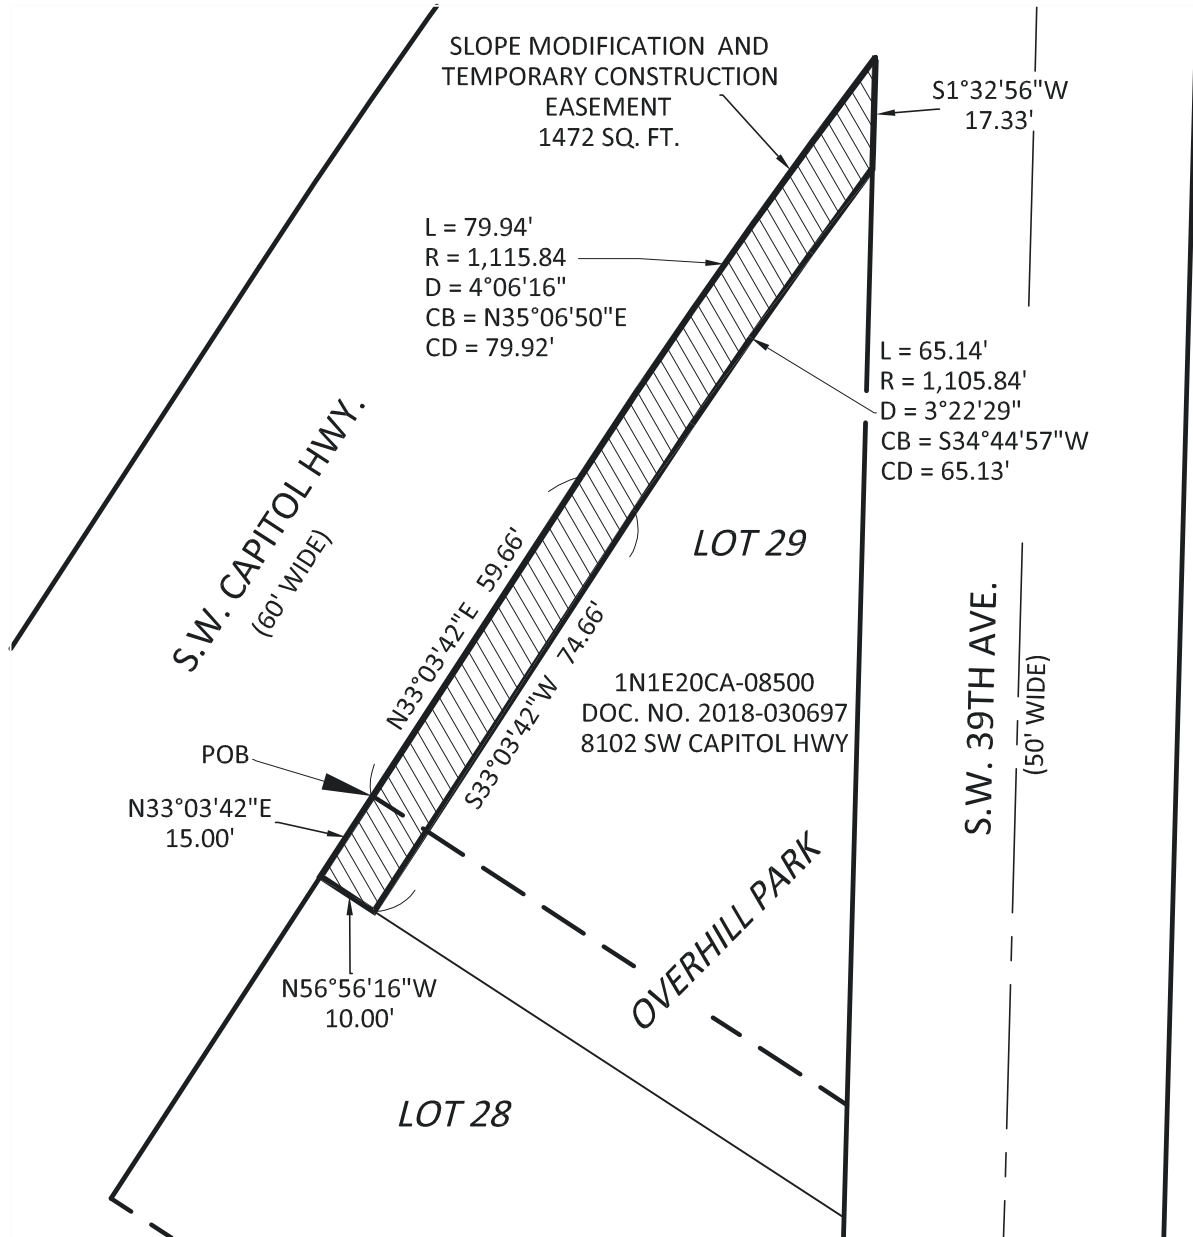 SLOPE MODIFICATION AND
TEMPORARY CONSTRUCTION
EASEMENT
1472 SQ. FT.
S1°32'56"W
17.33'
L = 79.94'
R = 1,115.84
D = 4°06'16"
CB = N35°06'50"E
CD = 79.92'
L = 65.14'
R = 1,105.84'
D = 3°22'29"
CB = S34°44'57"W
CD = 65.13'
S.W. CAPITOL HWY.
(60' WIDE)
N33°03'42"E 59.66'
S33°03'42"W 74.66'
LOT 29
1N1E20CA-08500
DOC. NO. 2018-030697
8102 SW CAPITOL HWY
S.W. 39TH AVE.
(50' WIDE)
POB
N33°03'42"E
15.00'
OVERHILL PARK
N56°56'16"W
10.00'
LOT 28